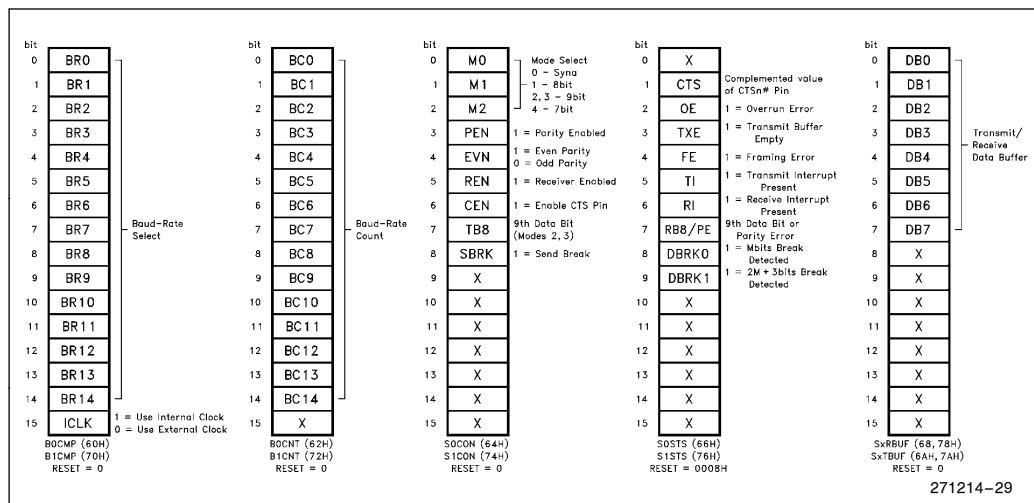 bit
0 BR0
1 BR1
2 BR2
3 BR3
4 BR4
5 BR5
6 BR6
7 BR7
8 BR8
9 BR9
10 BR10
11 BR11
12 BR12
13 BR13
14 BR14
15 ICLK
Baud-Rate
Select
1 = Use Internal Clock
0 = Use External Clock
B0CMP (60H)
B1CMP (70H)
RESET = 0
bit
0 BC0
1 BC1
2 BC2
3 BC3
4 BC4
5 BC5
6 BC6
7 BC7
8 BC8
9 BC9
10 BC10
11 BC11
12 BC12
13 BC13
14 BC14
15 X
Baud-Rate
Count
B0CNT (62H)
B1CNT (72H)
RESET = 0
bit
0 M0
1 M1
2 M2
Mode Select
0 - Syna
1 - 8bit
2,3 - 9bit
4 - 7bit
3 PEN 1 = Parity Enabled
4 EVN 1 = Even Parity
0 = Odd Parity
5 REN 1 = Receiver Enabled
6 CEN 1 = Enable CTS Pin
7 TB8 9th Data Bit
(Modes 2,3)
8 SBRK 1 = Send Break
9 X
10 X
11 X
12 X
13 X
14 X
15 X
S0CON (64H)
S1CON (74H)
RESET = 0
bit
0 X
1 CTS Complemented value
of CTSn# Pin
2 OE 1 = Overrun Error
3 TXE 1 = Transmit Buffer
Empty
4 FE 1 = Framing Error
5 TI 1 = Transmit Interrupt
Present
6 RI 1 = Receive Interrupt
Present
7 RB8/PE 9th Data Bit or
Parity Error
8 DBRK0 1 = Mbits Break
Detected
9 DBRK1 1 = 2M+3bits Break
Detected
10 X
11 X
12 X
13 X
14 X
15 X
S0STS (66H)
S1STS (76H)
RESET = 0008H
bit
0 DB0
1 DB1
2 DB2
3 DB3
4 DB4
5 DB5
6 DB6
7 DB7
8 X
9 X
10 X
11 X
12 X
13 X
14 X
15 X
Transmit/
Receive
Data Buffer
SxRBUF (68, 78H)
SxTBUF (6AH, 7AH)
RESET = 0
271214-29